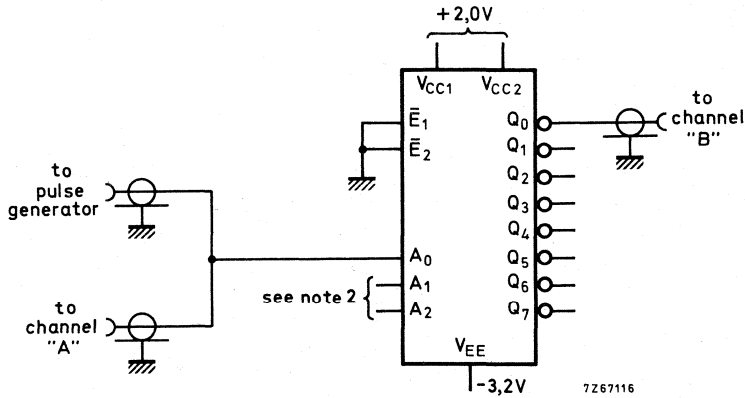 +2,0V
VCC1 VCC2
Ē1
Ē2
A0
A1
A2
VEE
Q0
Q1
Q2
Q3
Q4
Q5
Q6
Q7
to
channel
"B"
to
pulse
generator
to
channel
"A"
see note 2
-3,2V
7Z67116